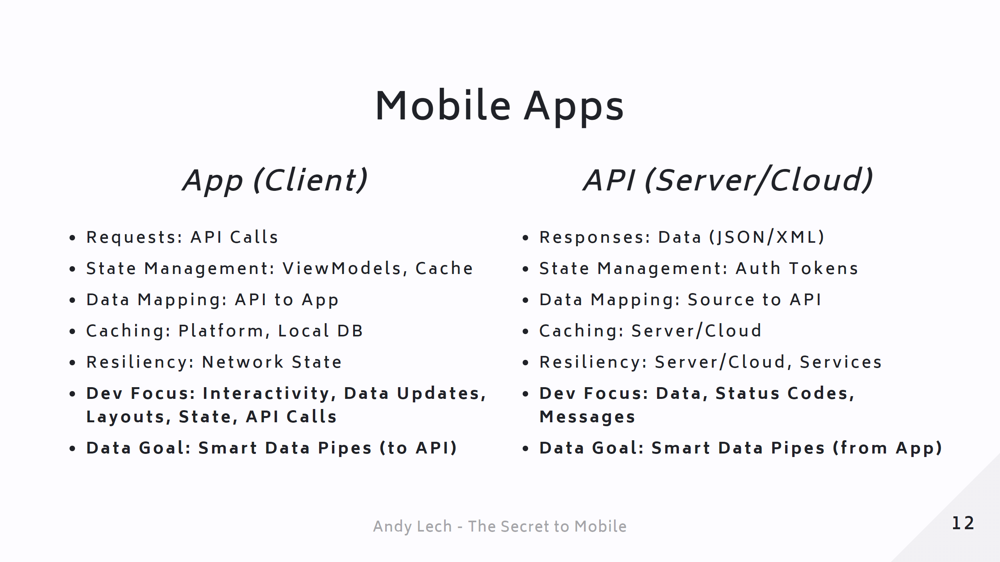 Mobile Apps
App (Client)
• Requests: API Calls
• State Management: ViewModels, Cache
• Data Mapping: API to App
• Caching: Platform, Local DB
• Resiliency: Network State
• Dev Focus: Interactivity, Data Updates,
Layouts, State, API Calls
• Data Goal: Smart Data Pipes (to API)
API (Server/Cloud)
• Responses: Data (JSON/XML)
• State Management: Auth Tokens
• Data Mapping: Source to API
• Caching: Server/Cloud
• Resiliency: Server/Cloud, Services
• Dev Focus: Data, Status Codes,
Messages
• Data Goal: Smart Data Pipes (from App)
Andy Lech - The Secret to Mobile
12